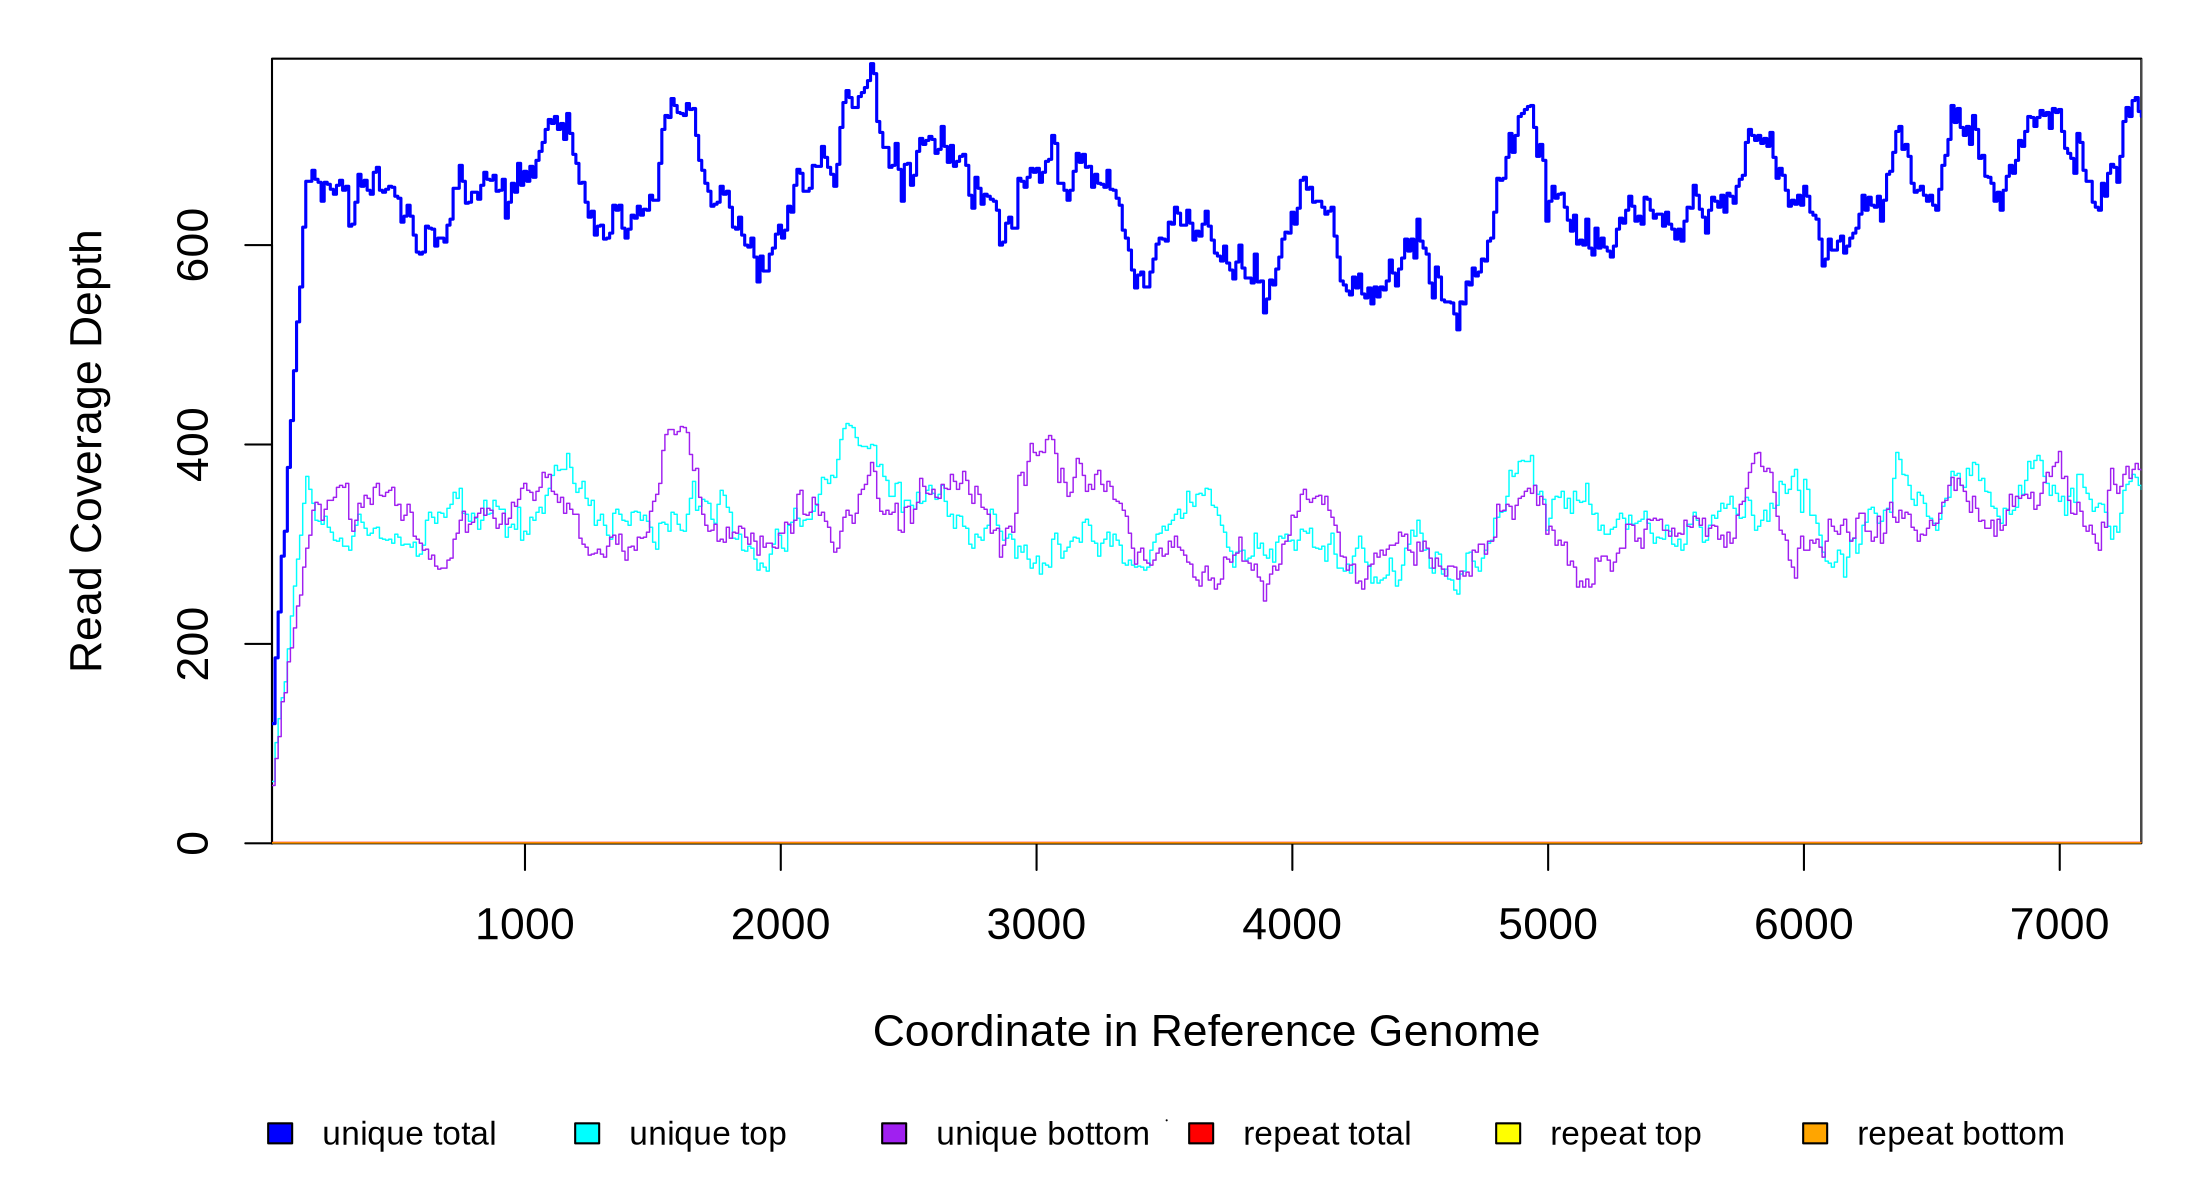 Read Coverage Depth
600
400
200
0
1000 2000 3000 4000 5000 6000 7000
Coordinate in Reference Genome
unique total unique top unique bottom repeat total repeat top repeat bottom